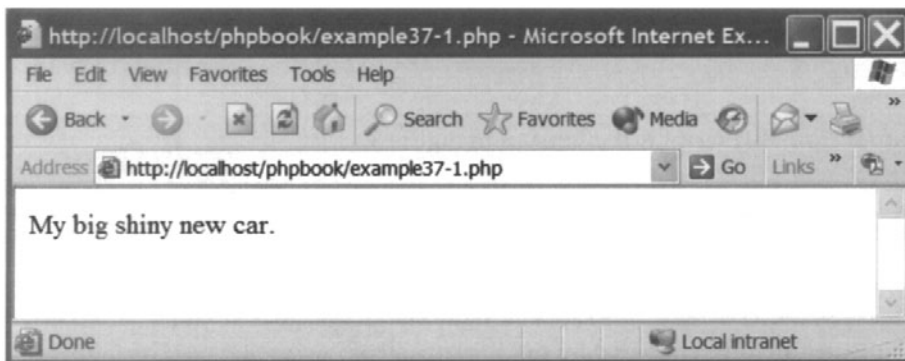 http://localhost/phpbook/example37-1.php - Microsoft Internet Ex...
File Edit View Favorites Tools Help
Back Search Favorites Media »
Address http://localhost/phpbook/example37-1.php Go Links »
My big shiny new car.
Done Local intranet